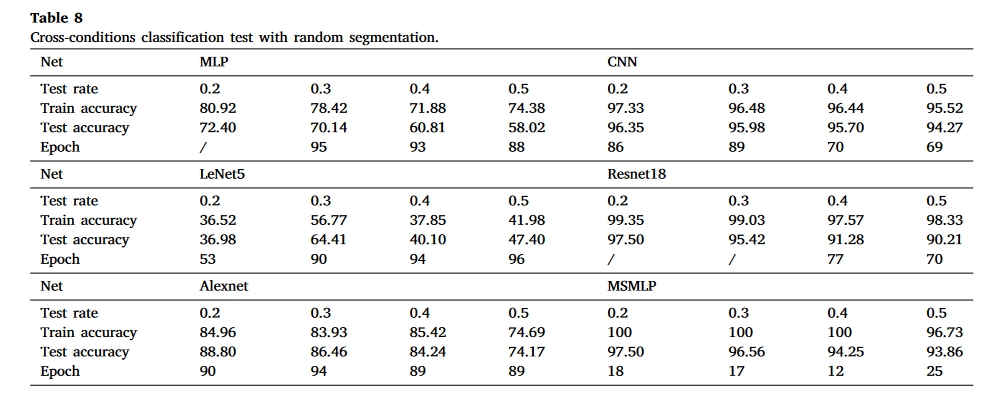 Table 8
Cross-conditions classification test with random segmentation.
Net MLP CNN
Test rate 0.2 0.3 0.4 0.5 0.2 0.3 0.4 0.5
Train accuracy 80.92 78.42 71.88 74.38 97.33 96.48 96.44 95.52
Test accuracy 72.40 70.14 60.81 58.02 96.35 95.98 95.70 94.27
Epoch / 95 93 88 86 89 70 69
Net LeNet5 Resnet18
Test rate 0.2 0.3 0.4 0.5 0.2 0.3 0.4 0.5
Train accuracy 36.52 56.77 37.85 41.98 99.35 99.03 97.57 98.33
Test accuracy 36.98 64.41 40.10 47.40 97.50 95.42 91.28 90.21
Epoch 53 90 94 96 / / 77 70
Net Alexnet MSMLP
Test rate 0.2 0.3 0.4 0.5 0.2 0.3 0.4 0.5
Train accuracy 84.96 83.93 85.42 74.69 100 100 100 96.73
Test accuracy 88.80 86.46 84.24 74.17 97.50 96.56 94.25 93.86
Epoch 90 94 89 89 18 17 12 25